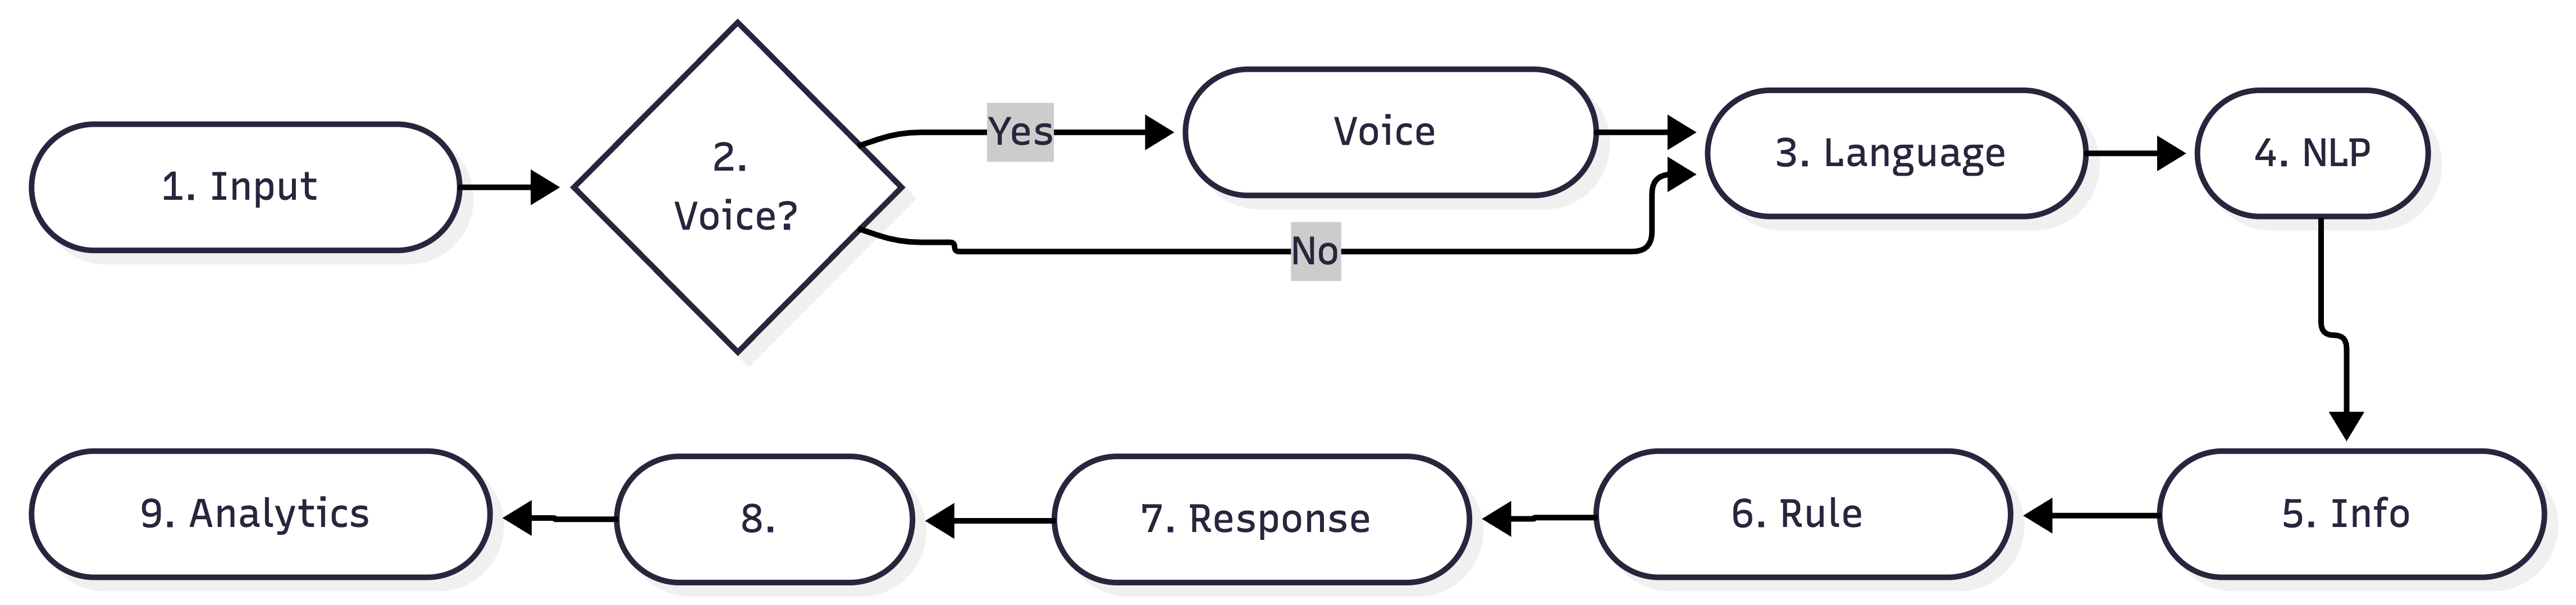 1. Input
2.
Voice?
Yes
No
Voice
3. Language
4. NLP
5. Info
6. Rule
7. Response
8.
9. Analytics